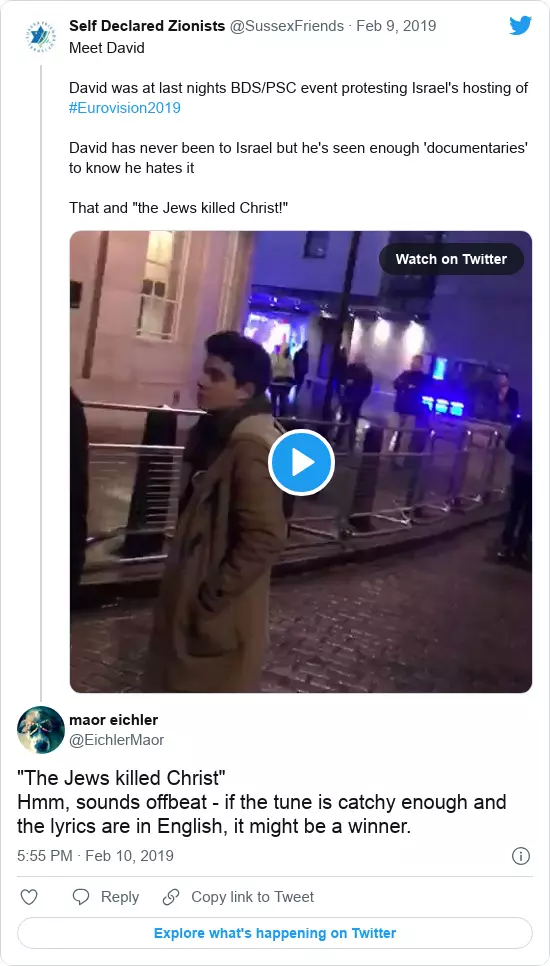 Self Declared Zionists @SussexFriends · Feb 9, 2019
Meet David
David was at last nights BDS/PSC event protesting Israel's hosting of
#Eurovision2019
David has never been to Israel but he's seen enough 'documentaries'
to know he hates it
That and "the Jews killed Christ!"
Watch on Twitter
maor eichler
@EichlerMaor
"The Jews killed Christ"
Hmm, sounds offbeat - if the tune is catchy enough and
the lyrics are in English, it might be a winner.
5:55 PM · Feb 10, 2019
Reply
Copy link to Tweet
Explore what's happening on Twitter